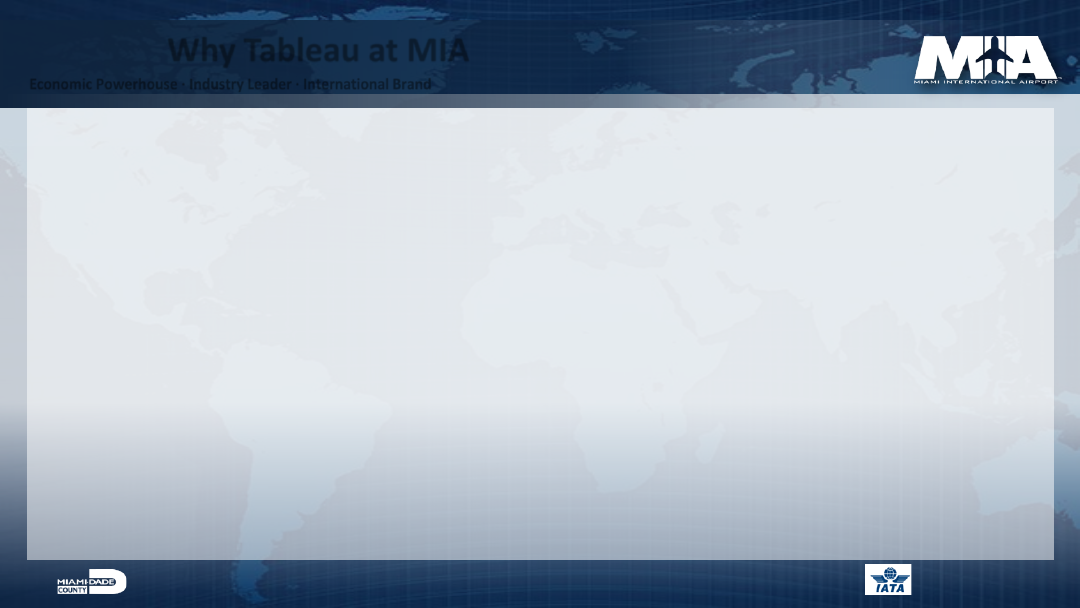 Why Tableau at MIA
Economic Powerhouse · Industry Leader · International Brand
MIA
MIAMI INTERNATIONAL AIRPORT
MIAMI-DADE
COUNTY
IATA